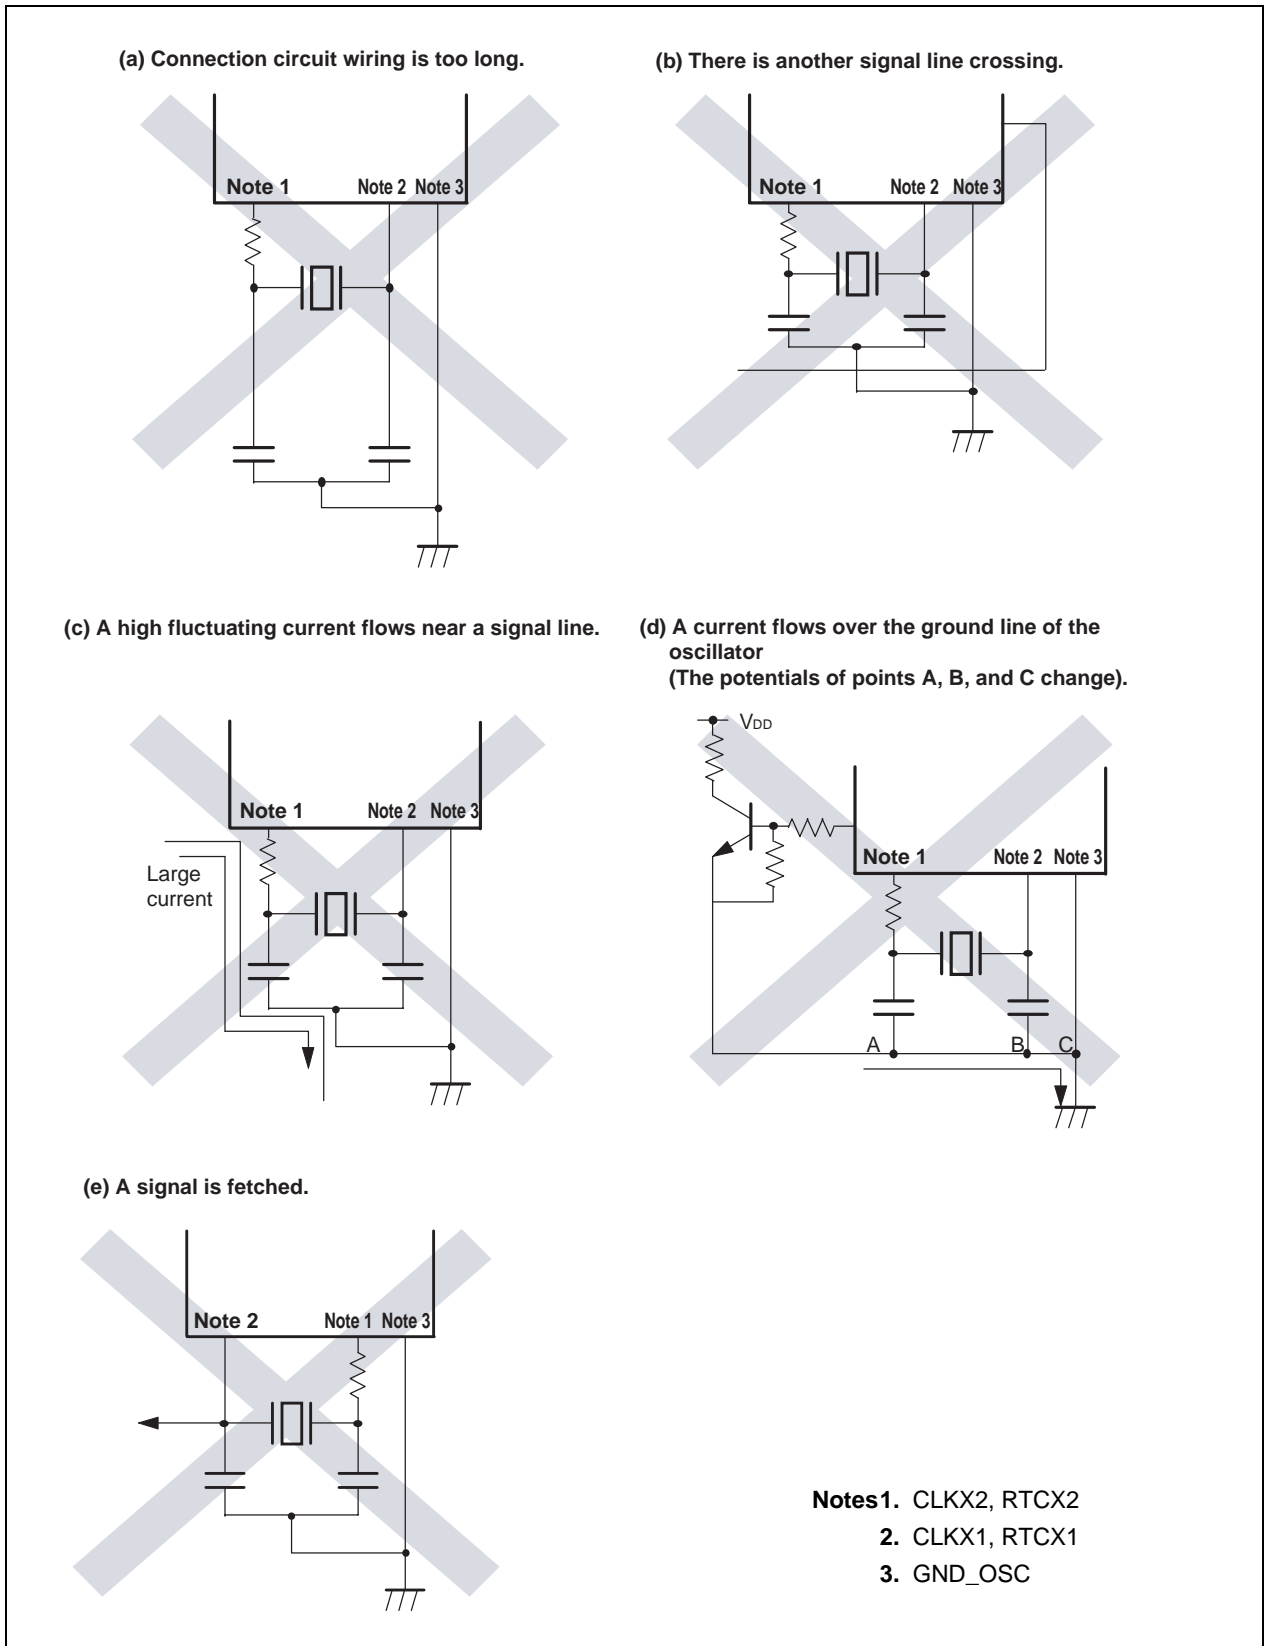 (a) Connection circuit wiring is too long.
(b) There is another signal line crossing.
Note 1 Note 2 Note 3
Note 1 Note 2 Note 3
(c) A high fluctuating current flows near a signal line.
(d) A current flows over the ground line of the
oscillator
(The potentials of points A, B, and C change).
Note 1 Note 2 Note 3
Large
current
VDD
Note 1 Note 2 Note 3
A B C
(e) A signal is fetched.
Note 2 Note 1 Note 3
Notes1. CLKX2, RTCX2
2. CLKX1, RTCX1
3. GND_OSC